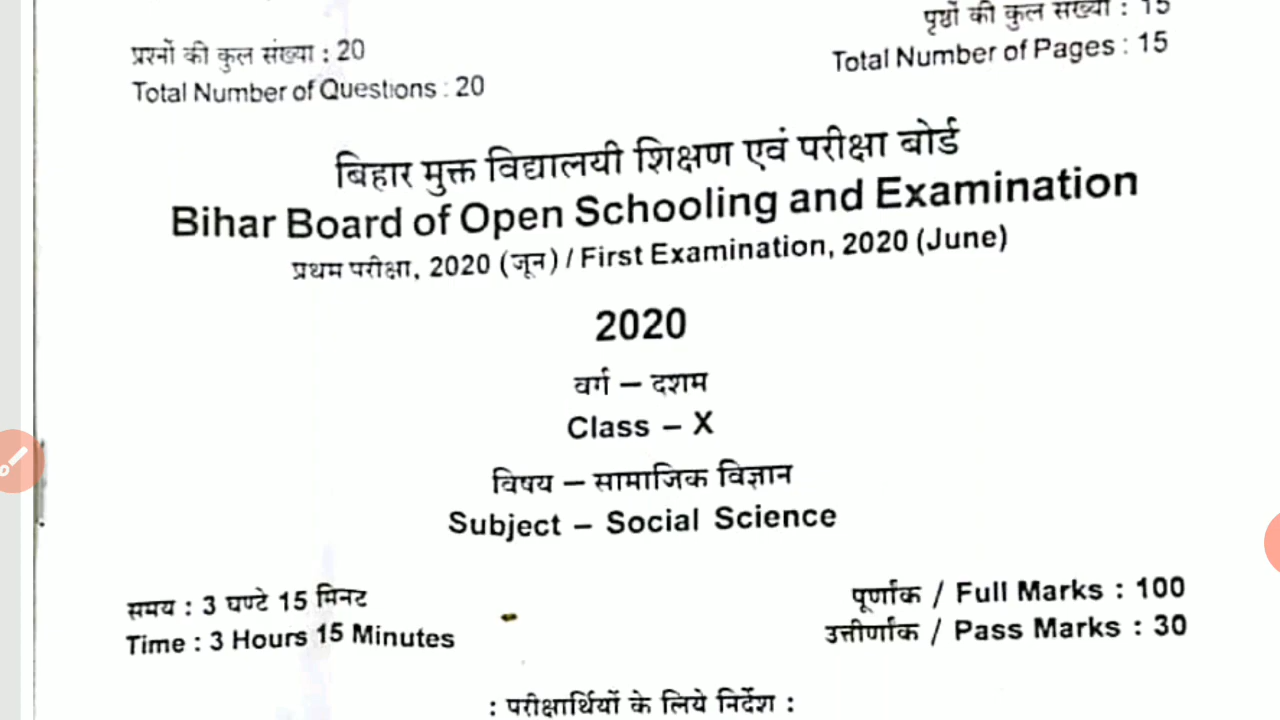 पृष्ठों की कुल संख्या : 15
प्रश्नों की कुल संख्या : 20
Total Number of Pages : 15
Total Number of Questions : 20
बिहार मुक्त विद्यालयी शिक्षण एवं परीक्षा बोर्ड
Bihar Board of Open Schooling and Examination
प्रथम परीक्षा, 2020 (जून) / First Examination, 2020 (June)
2020
वर्ग – दशम
Class – X
विषय – सामाजिक विज्ञान
Subject – Social Science
समय : 3 घण्टे 15 मिनट
पूर्णांक / Full Marks : 100
Time : 3 Hours 15 Minutes
उत्तीर्णांक / Pass Marks : 30
: परीक्षार्थियों के लिये निर्देश :